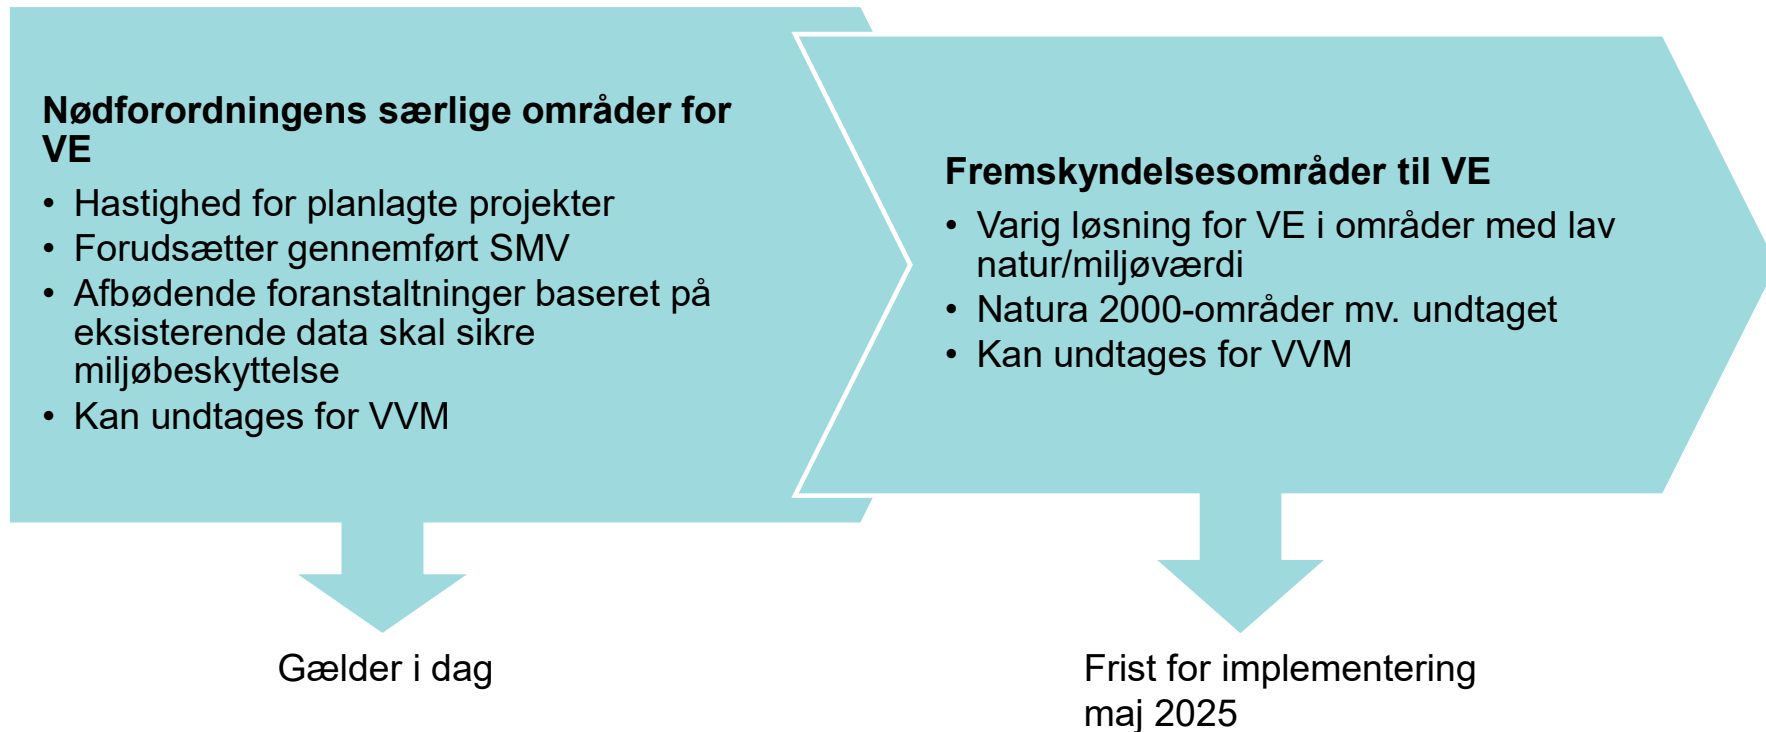 Nødforordningens særlige områder for
VE
• Hastighed for planlagte projekter
• Forudsætter gennemført SMV
• Afbødende foranstaltninger baseret på
eksisterende data skal sikre
miljøbeskyttelse
• Kan undtages for VVM
Gælder i dag
Fremskyndelsesområder til VE
• Varig løsning for VE i områder med lav
natur/miljøværdi
• Natura 2000-områder mv. undtaget
• Kan undtages for VVM
Frist for implementering
maj 2025